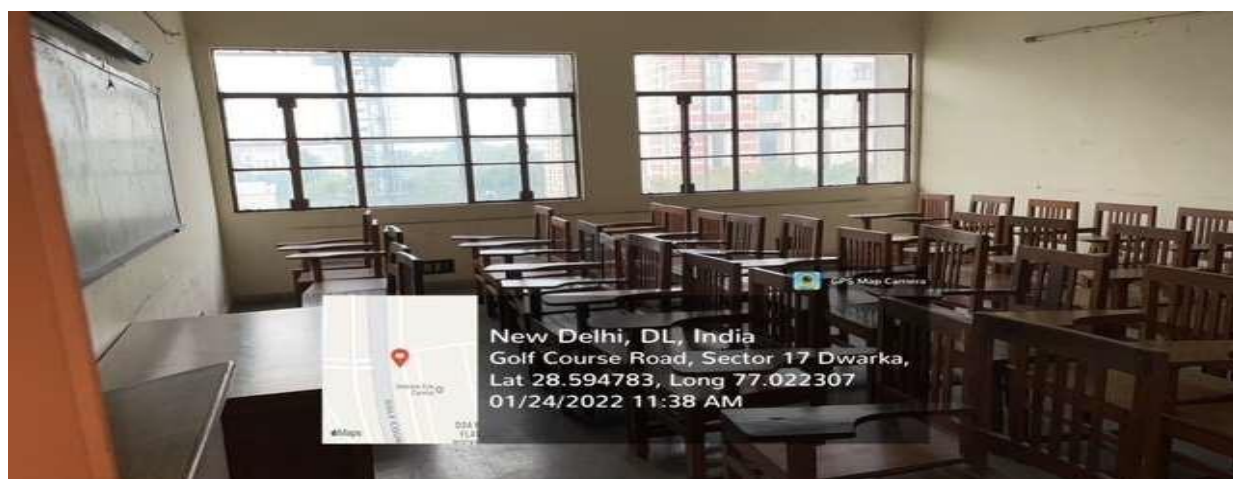 GPS Map Camera
New Delhi, DL, India
Golf Course Road, Sector 17 Dwarka,
Lat 28.594783, Long 77.022307
01/24/2022 11:38 AM
Maps